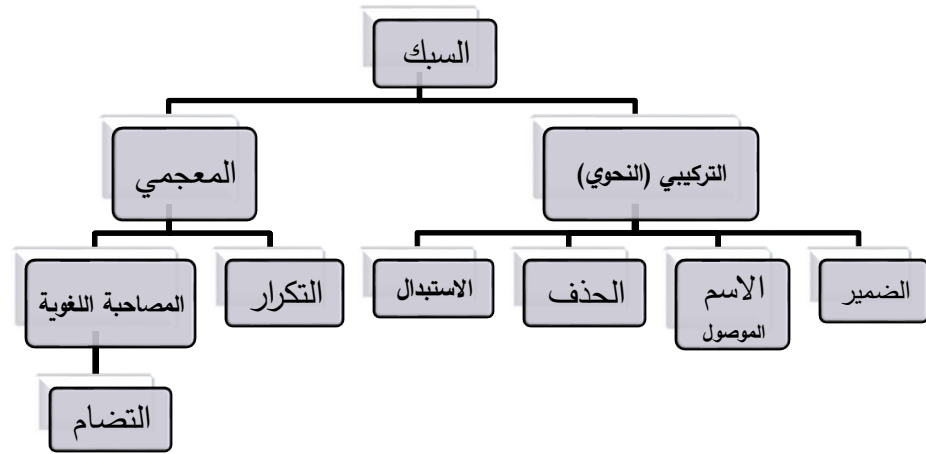 السبك
التركيبي (النحوي)
المعجمي
الضمير
الاسم
الموصول
الحذف
الاستبدال
التكرار
المصاحبة اللغوية
التضام